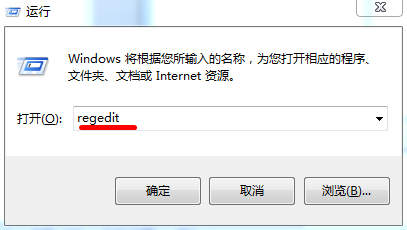 运行
Windows 将根据您所输入的名称，为您打开相应的程序、
文件夹、文档或 Internet 资源。
打开(O): regedit
确定 取消 浏览(B)...